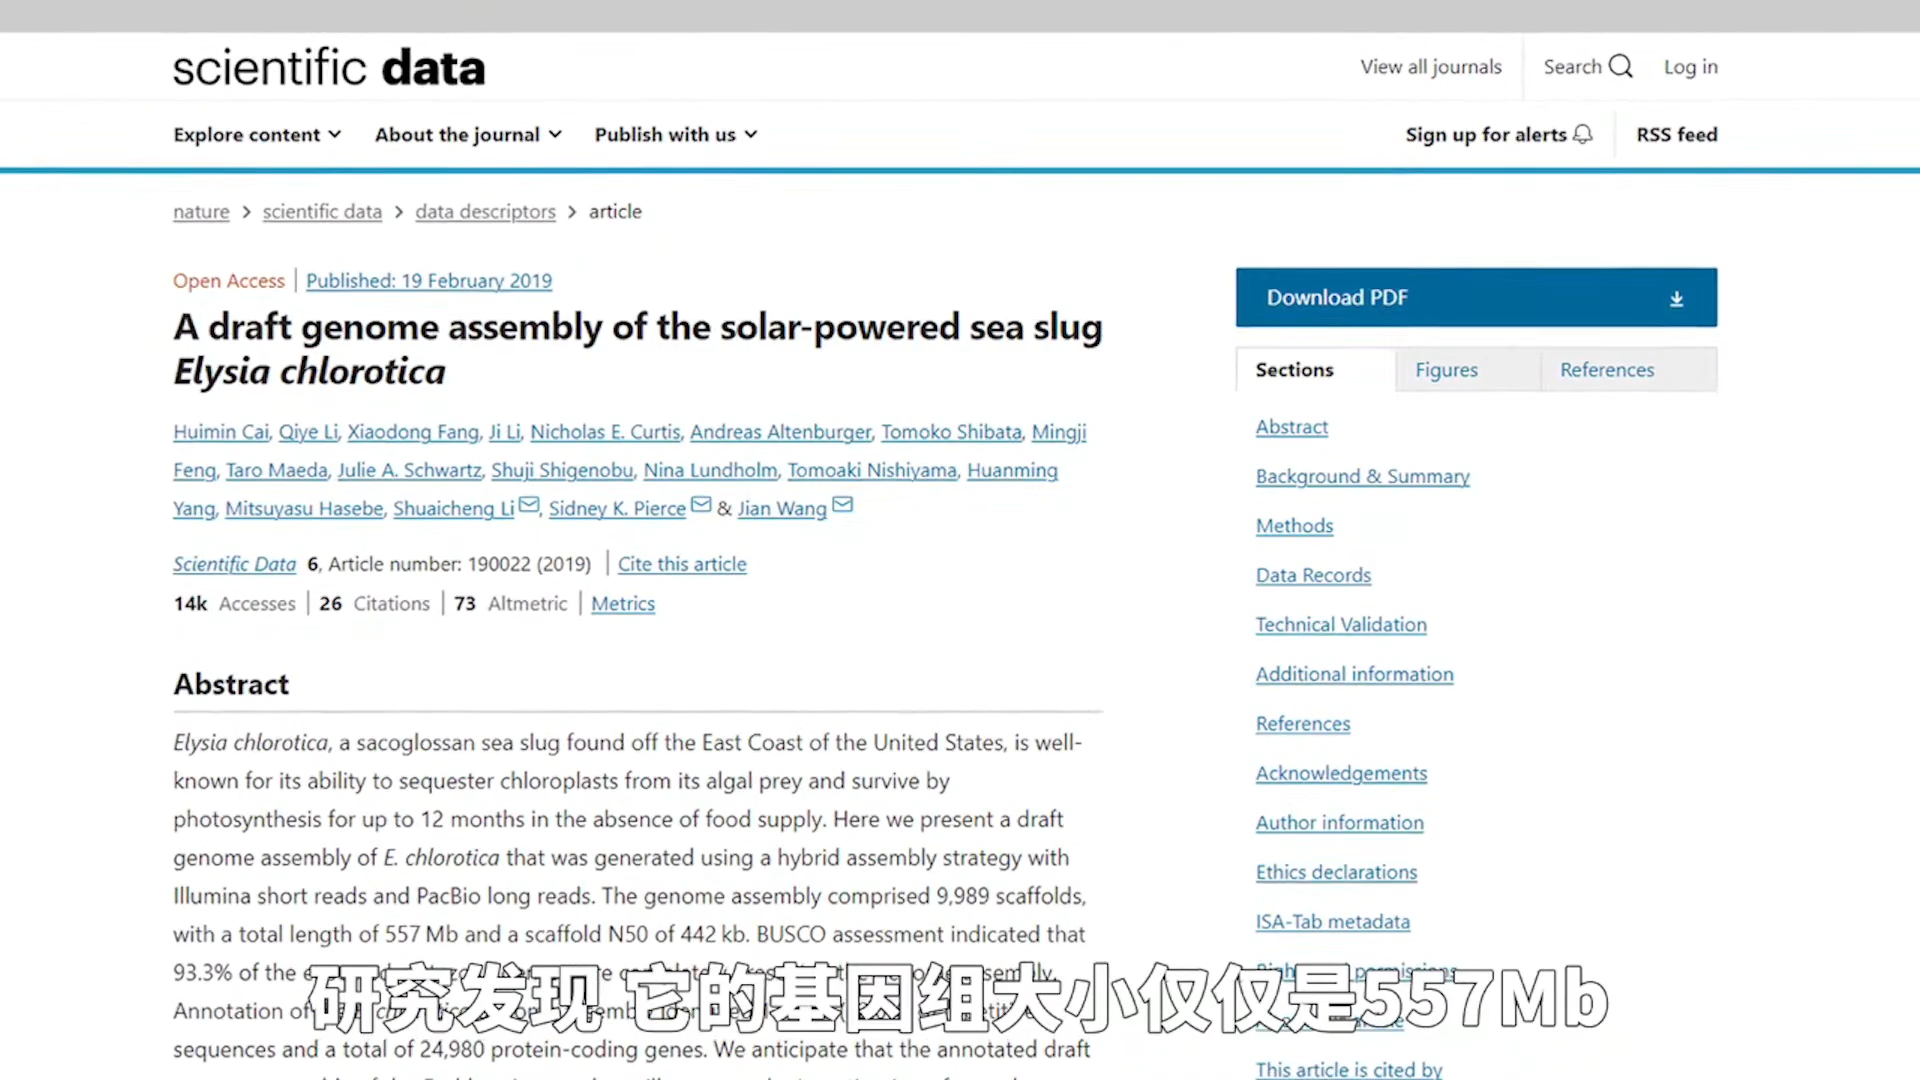 scientific data
View all journals
Search
Log in
Explore content
About the journal
Publish with us
Sign up for alerts
RSS feed
nature > scientific data > data descriptors > article
Open Access | Published: 19 February 2019
A draft genome assembly of the solar-powered sea slug
Elysia chlorotica
Huimin Cai, Qiye Li, Xiaodong Fang, Ji Li, Nicholas E. Curtis, Andreas Altenburger, Tomoko Shibata, Mingji
Feng, Taro Maeda, Julie A. Schwartz, Shuji Shigenobu, Nina Lundholm, Tomoaki Nishiyama, Huanming
Yang, Mitsuyasu Hasebe, Shuaicheng Li, Sidney K. Pierce & Jian Wang
Scientific Data 6, Article number: 190022 (2019) | Cite this article
14k Accesses | 26 Citations | 73 Altmetric | Metrics
Abstract
Elysia chlorotica, a sacoglossan sea slug found off the East Coast of the United States, is well-
known for its ability to sequester chloroplasts from its algal prey and survive by
photosynthesis for up to 12 months in the absence of food supply. Here we present a draft
genome assembly of E. chlorotica that was generated using a hybrid assembly strategy with
Illumina short reads and PacBio long reads. The genome assembly comprised 9,989 scaffolds,
with a total length of 557 Mb and a scaffold N50 of 442 kb. BUSCO assessment indicated that
93.3% of the
Annotation of
sequences and a total of 24,980 protein-coding genes. We anticipate that the annotated draft
Download PDF
Sections
Figures
References
Abstract
Background & Summary
Methods
Data Records
Technical Validation
Additional information
References
Acknowledgements
Author information
Ethics declarations
ISA-Tab metadata
This article is cited by
研究发现 它的基因组大小仅仅是557Mb